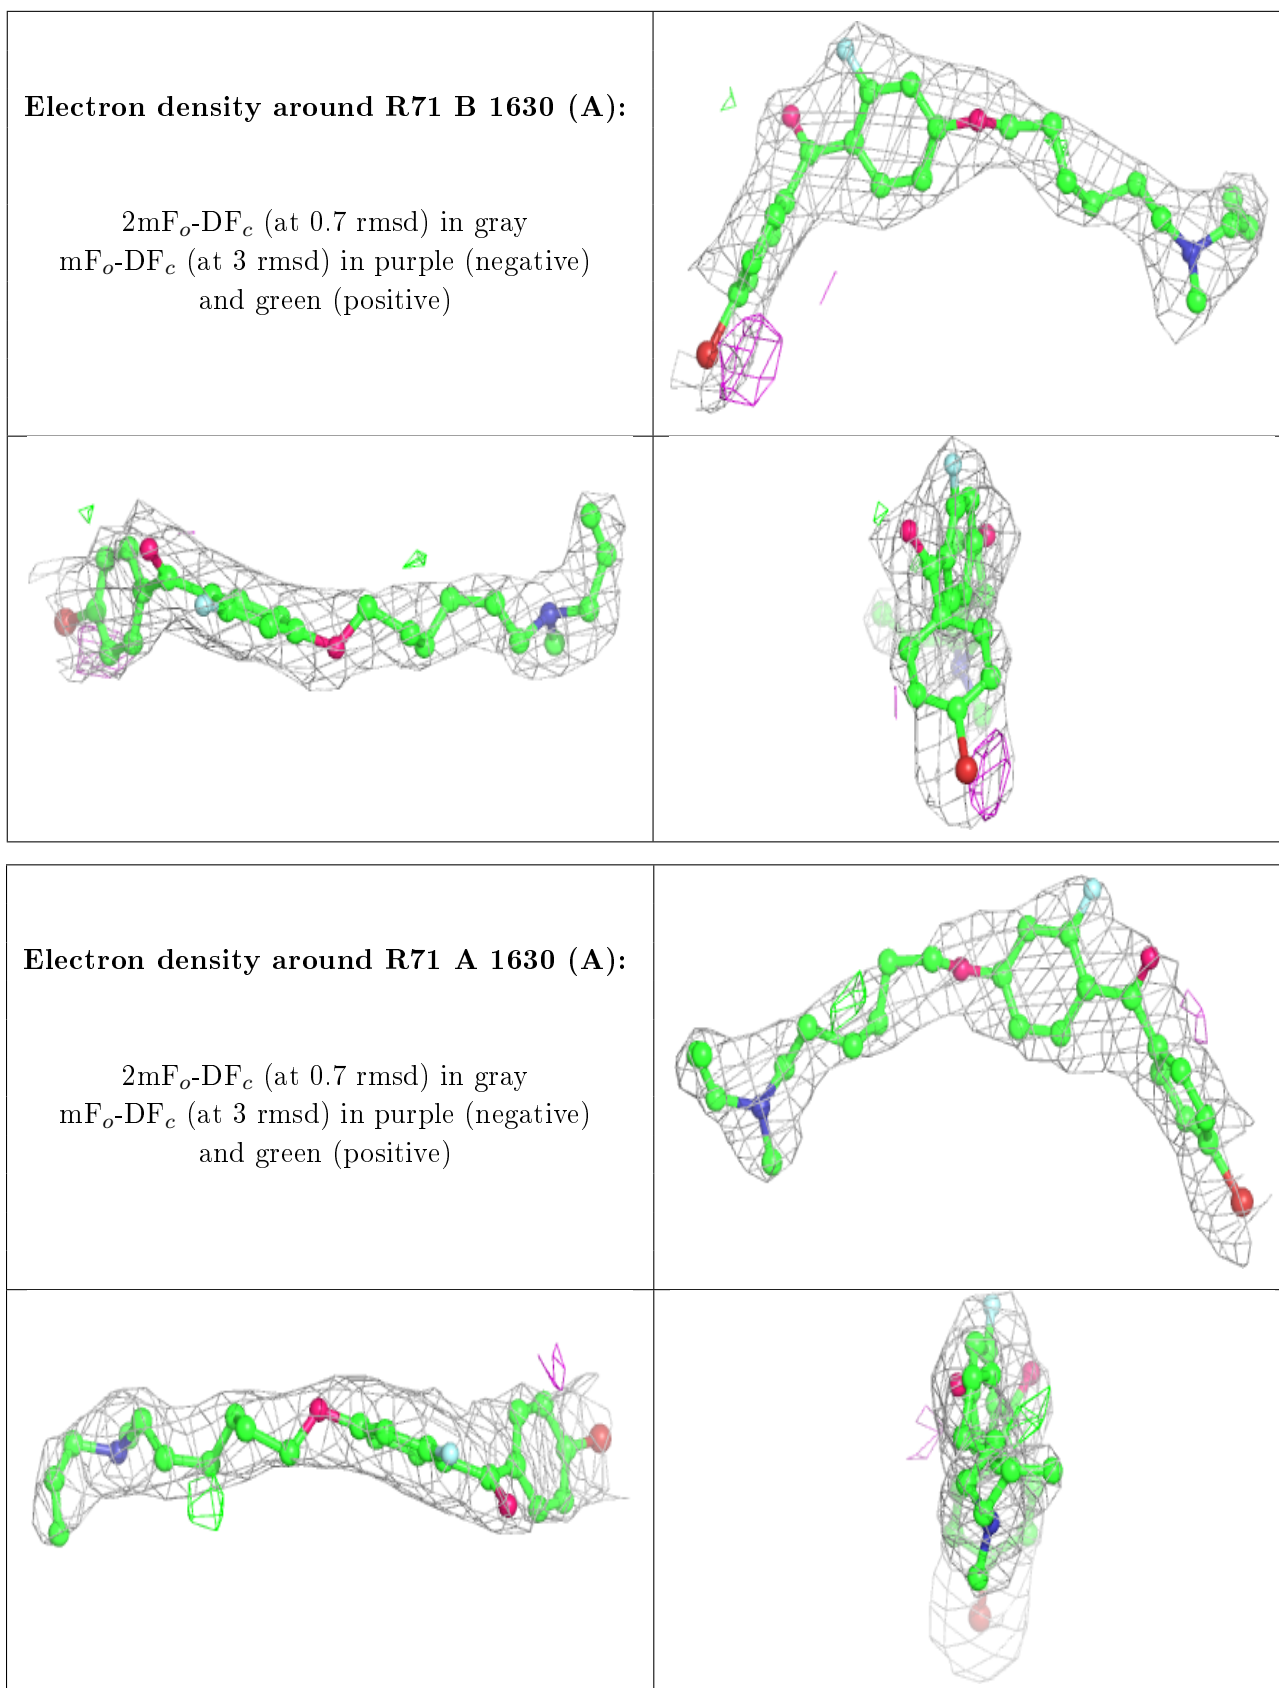 Electron density around R71 B 1630 (A):
2mFo-DFc (at 0.7 rmsd) in gray
mFo-DFc (at 3 rmsd) in purple (negative)
and green (positive)
Electron density around R71 A 1630 (A):
2mFo-DFc (at 0.7 rmsd) in gray
mFo-DFc (at 3 rmsd) in purple (negative)
and green (positive)